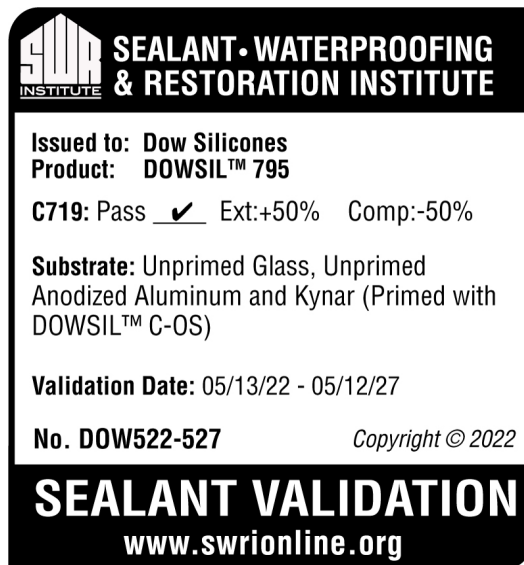 SWR
INSTITUTE
SEALANT • WATERPROOFING
& RESTORATION INSTITUTE
Issued to: Dow Silicones
Product: DOWSIL™ 795
C719: Pass ✔ Ext:+50% Comp:-50%
Substrate: Unprimed Glass, Unprimed
Anodized Aluminum and Kynar (Primed with
DOWSIL™ C-OS)
Validation Date: 05/13/22 - 05/12/27
No. DOW522-527 Copyright © 2022
SEALANT VALIDATION
www.swrionline.org